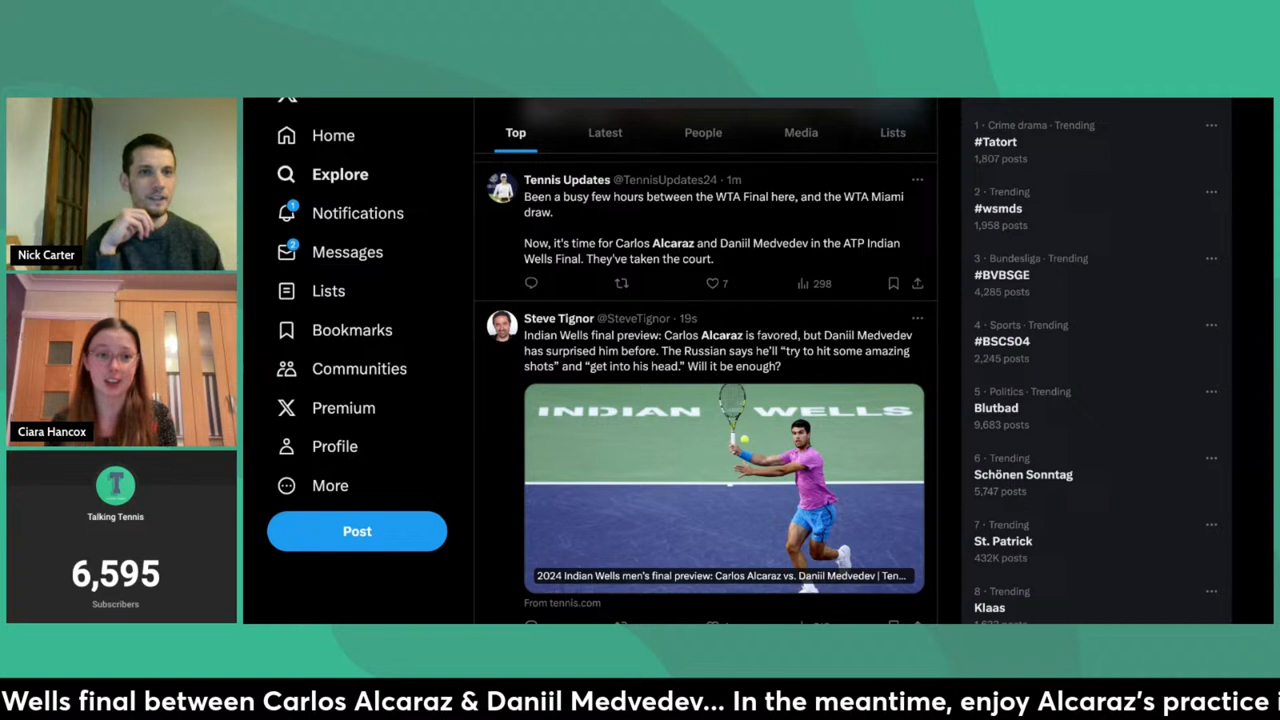 Nick Carter
Ciara Hancox
Talking Tennis
6,595
Subscribers
Home
Explore
1
Notifications
2
Messages
Lists
Bookmarks
Communities
Premium
Profile
More
Post
Top
Latest
People
Media
Lists
Tennis Updates @TennisUpdates24 · 1m
Been a busy few hours between the WTA Final here, and the WTA Miami
draw.
Now, it's time for Carlos Alcaraz and Daniil Medvedev in the ATP Indian
Wells Final. They've taken the court.
7
298
Steve Tignor @SteveTignor · 19s
Indian Wells final preview: Carlos Alcaraz is favored, but Daniil Medvedev
has surprised him before. The Russian says he'll “try to hit some amazing
shots” and “get into his head.” Will it be enough?
INDIAN WELLS
2024 Indian Wells men's final preview: Carlos Alcaraz vs. Daniil Medvedev | Ten...
From tennis.com
1 · Crime drama · Trending
#Tatort
1,807 posts
2 · Trending
#wsmds
1,958 posts
3 · Bundesliga · Trending
#BVBSGE
4,285 posts
4 · Sports · Trending
#BSCS04
2,245 posts
5 · Politics · Trending
Blutbad
9,683 posts
6 · Trending
Schönen Sonntag
5,747 posts
7 · Trending
St. Patrick
432K posts
8 · Trending
Klaas
Wells final between Carlos Alcaraz & Daniil Medvedev... In the meantime, enjoy Alcaraz's practice